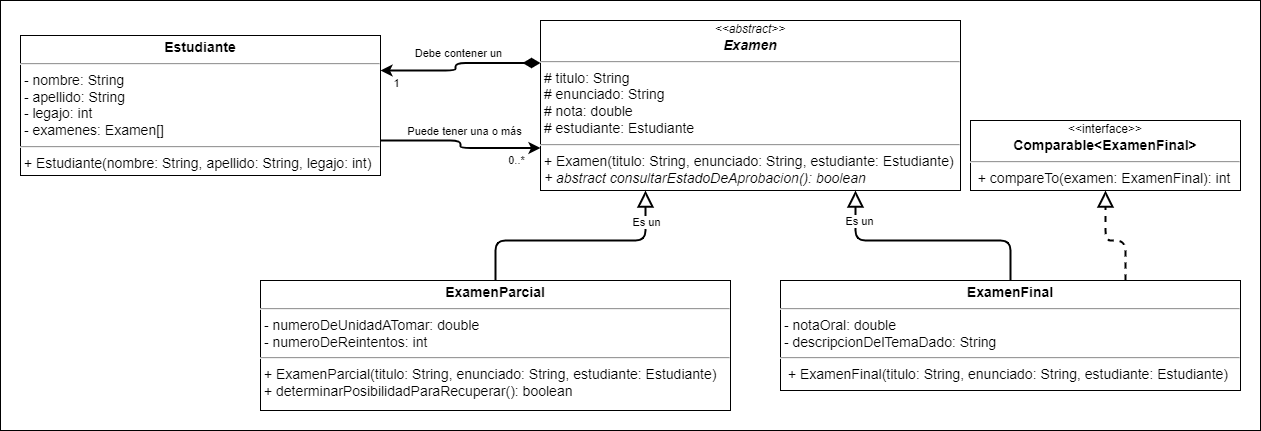 Estudiante
- nombre: String
- apellido: String
- legajo: int
- examenes: Examen[]
+ Estudiante(nombre: String, apellido: String, legajo: int)
Debe contener un
1
Puede tener una o más
0..*
<<abstract>>
Examen
# titulo: String
# enunciado: String
# nota: double
# estudiante: Estudiante
+ Examen(titulo: String, enunciado: String, estudiante: Estudiante)
+ abstract consultarEstadoDeAprobacion(): boolean
<<interface>>
Comparable<ExamenFinal>
+ compareTo(examen: ExamenFinal): int
Es un
Es un
ExamenParcial
- numeroDeUnidadATomar: double
- numeroDeReintentos: int
+ ExamenParcial(titulo: String, enunciado: String, estudiante: Estudiante)
+ determinarPosibilidadParaRecuperar(): boolean
ExamenFinal
- notaOral: double
- descripcionDelTemaDado: String
+ ExamenFinal(titulo: String, enunciado: String, estudiante: Estudiante)